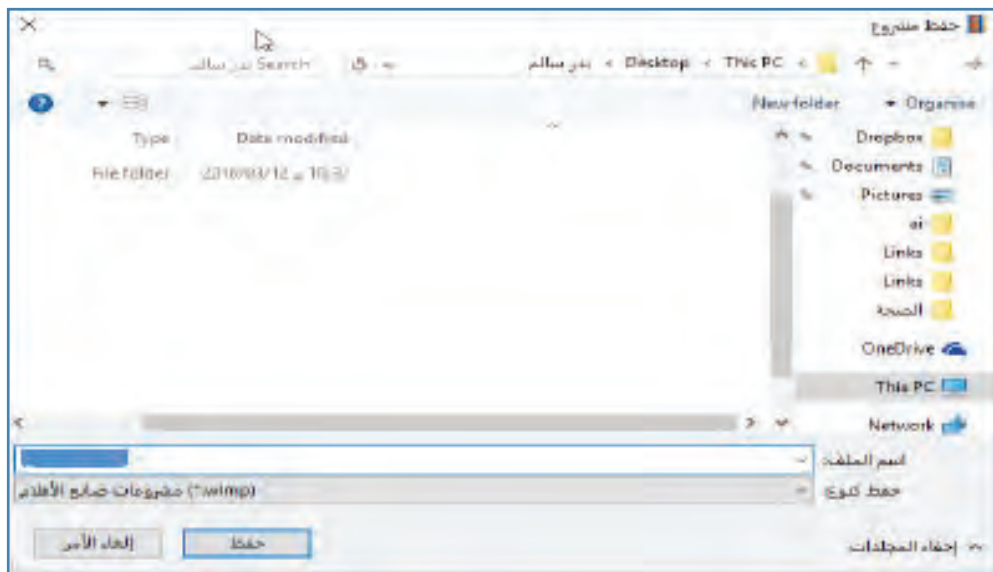 حفظ مشروع
This PC > Desktop > بدر سالم
Search بدر سالم
Organise
New folder
Date modified
Type
Dropbox
Documents
Pictures
ai
Links
Links
الصحة
OneDrive
This PC
Network
File folder
اسم الملف:
حفظ كنوع:
مشروعات صانع الأفلام (*.wlmp)
إخفاء المجلدات
حفظ
إلغاء الأمر